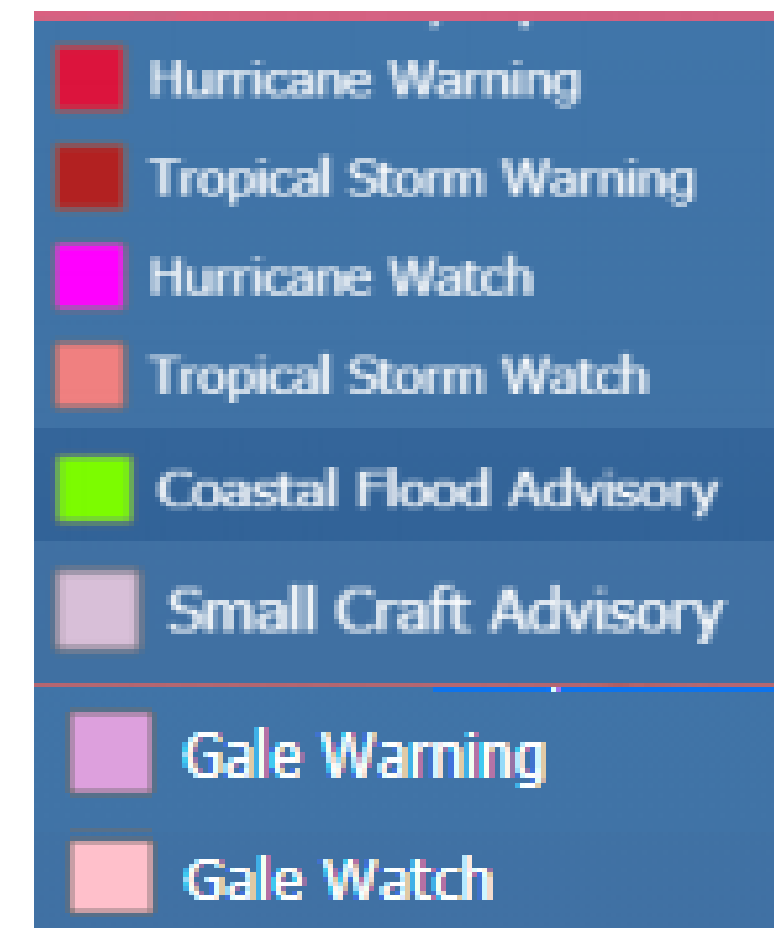 Hurricane Warning
Tropical Storm Warning
Hurricane Watch
Tropical Storm Watch
Coastal Flood Advisory
Small Craft Advisory
Gale Warning
Gale Watch